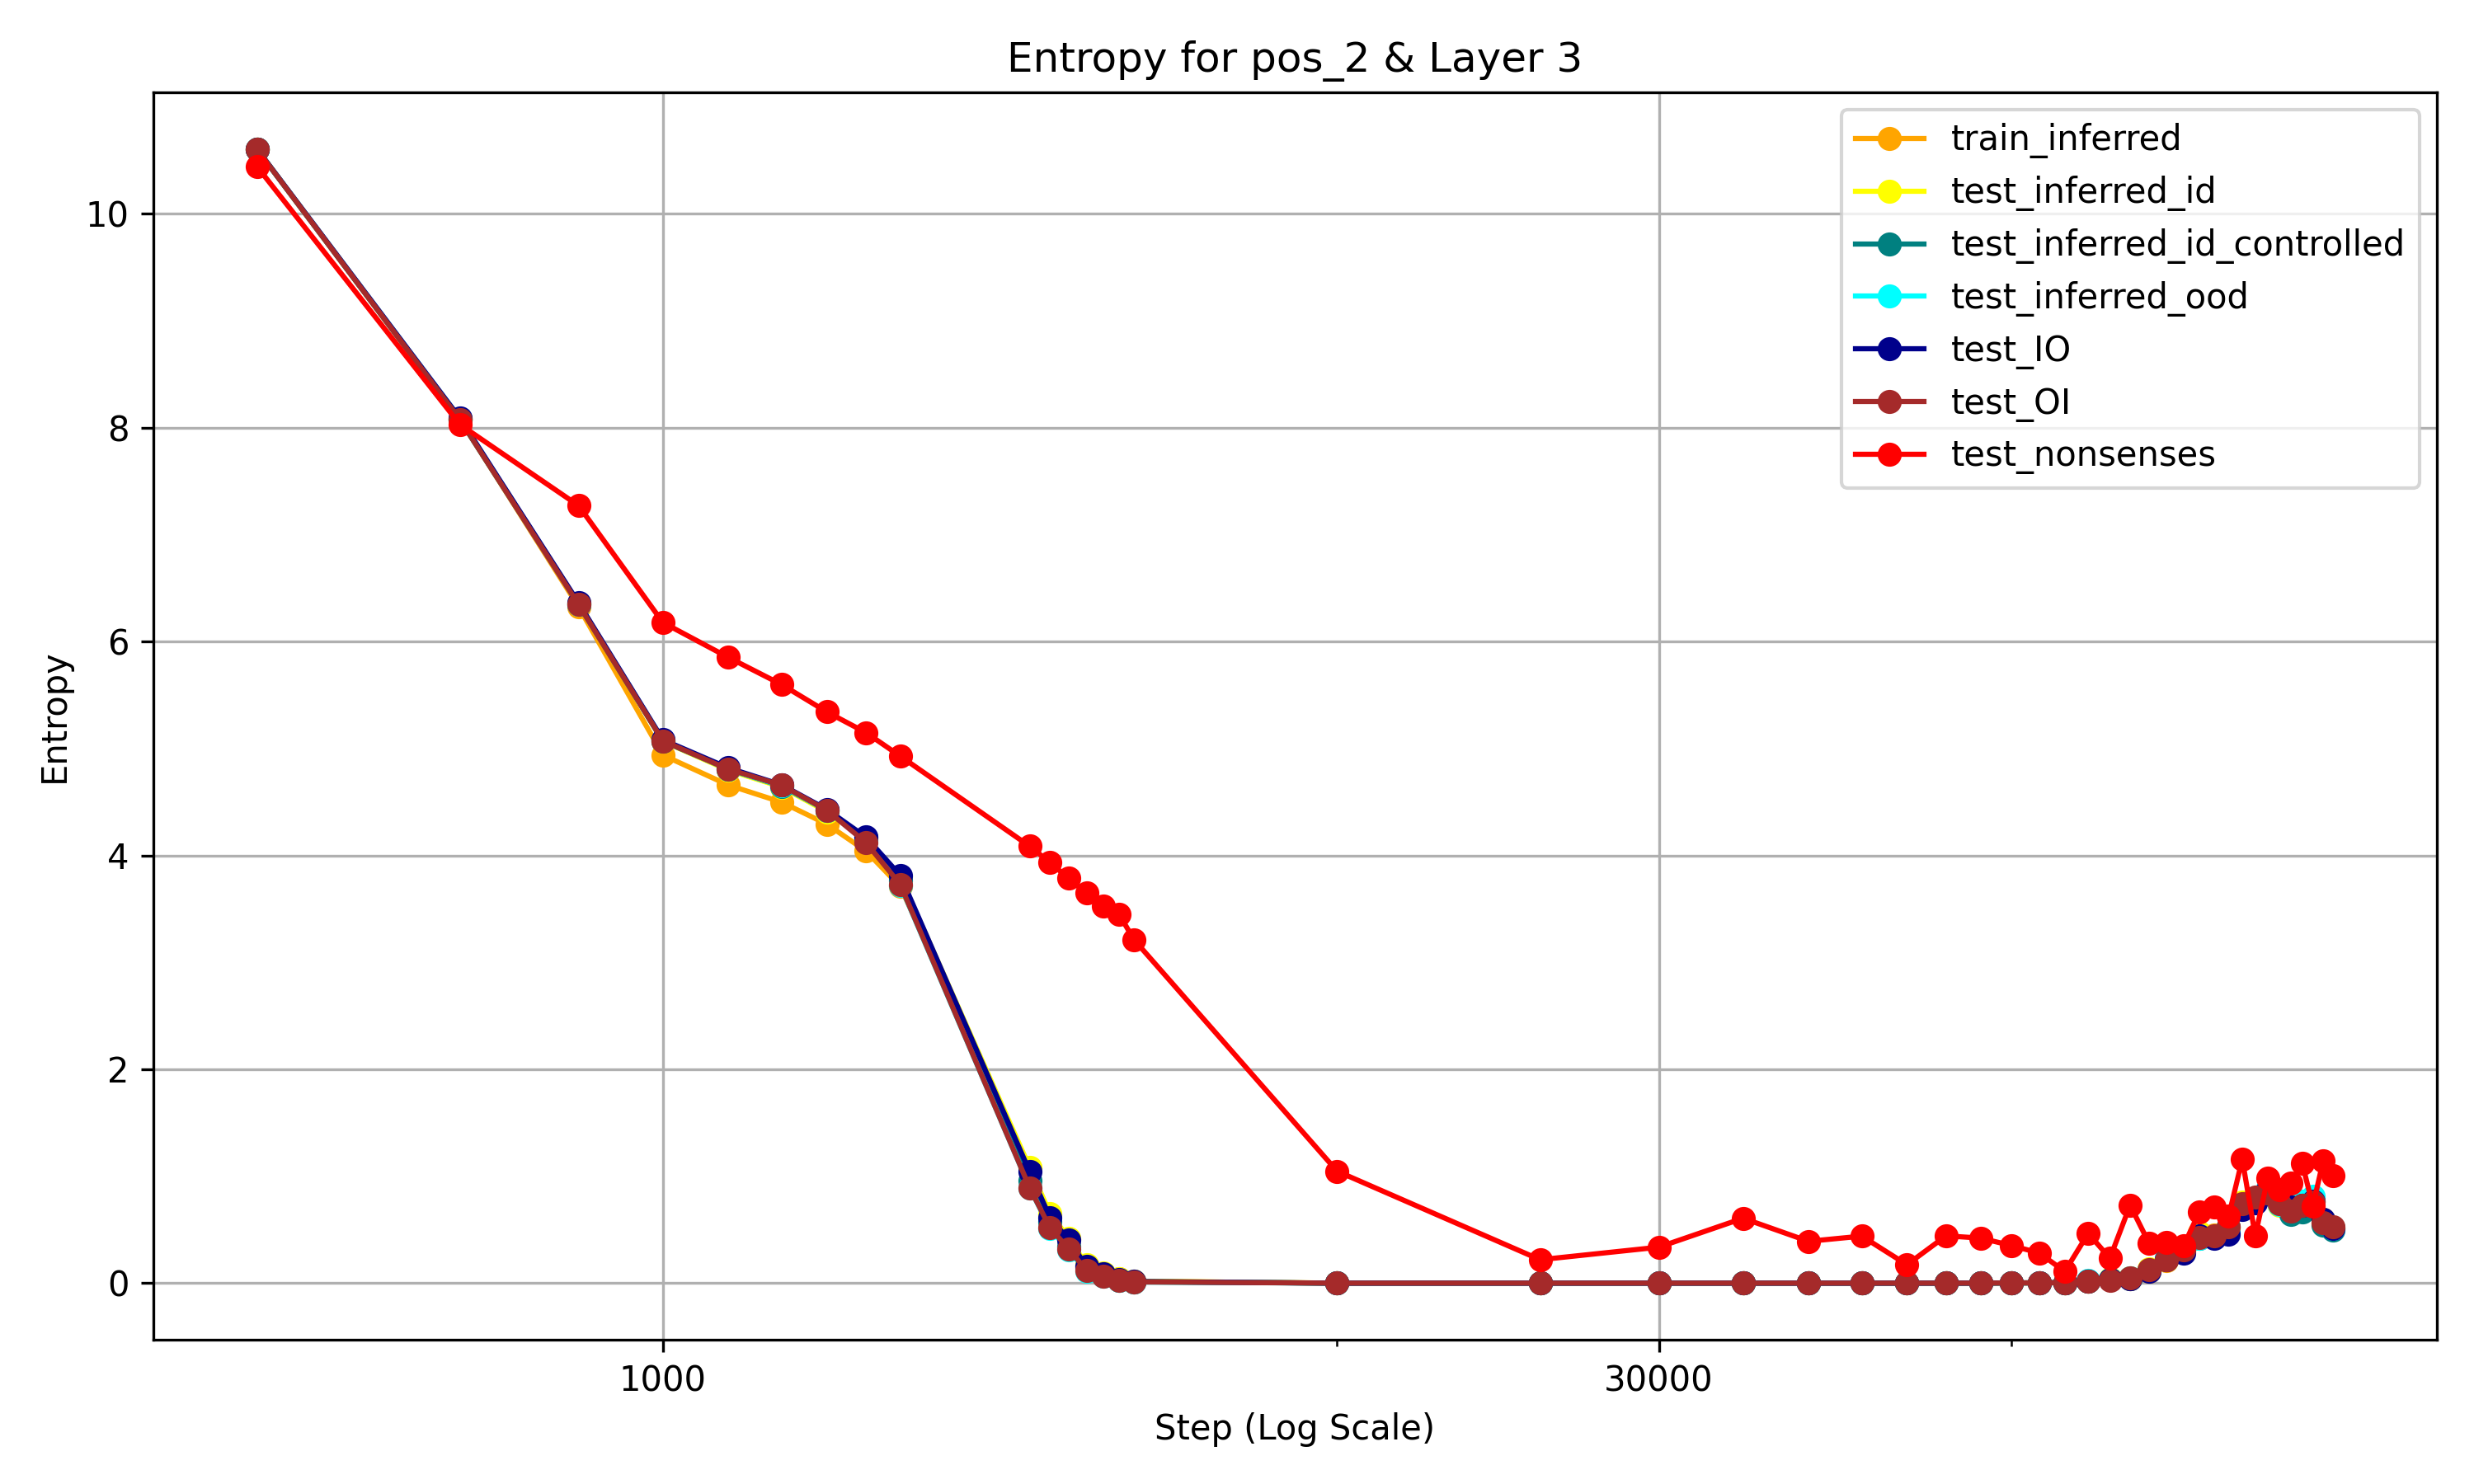 Entropy for pos_2 & Layer 3
train_inferred
test_inferred_id
test_inferred_id_controlled
test_inferred_ood
test_IO
test_OI
test_nonsenses
Entropy
10
8
6
4
2
0
1000
30000
Step (Log Scale)